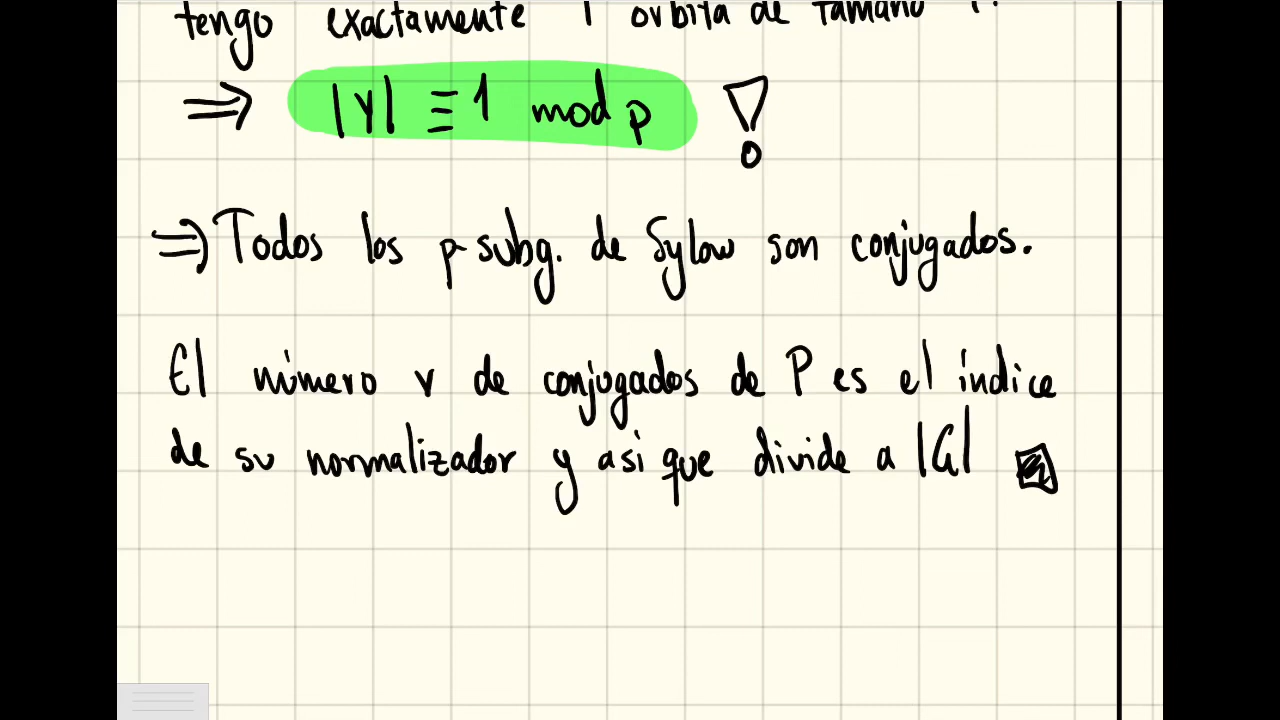 tengo exactamente 1 órbita de tamaño 1.
⇒ |Y| ≡ 1 mod p !
⇒ Todos los p-subg. de Sylow son conjugados.
El número r de conjugados de P es el índice
de su normalizador y asi que divide a |G|